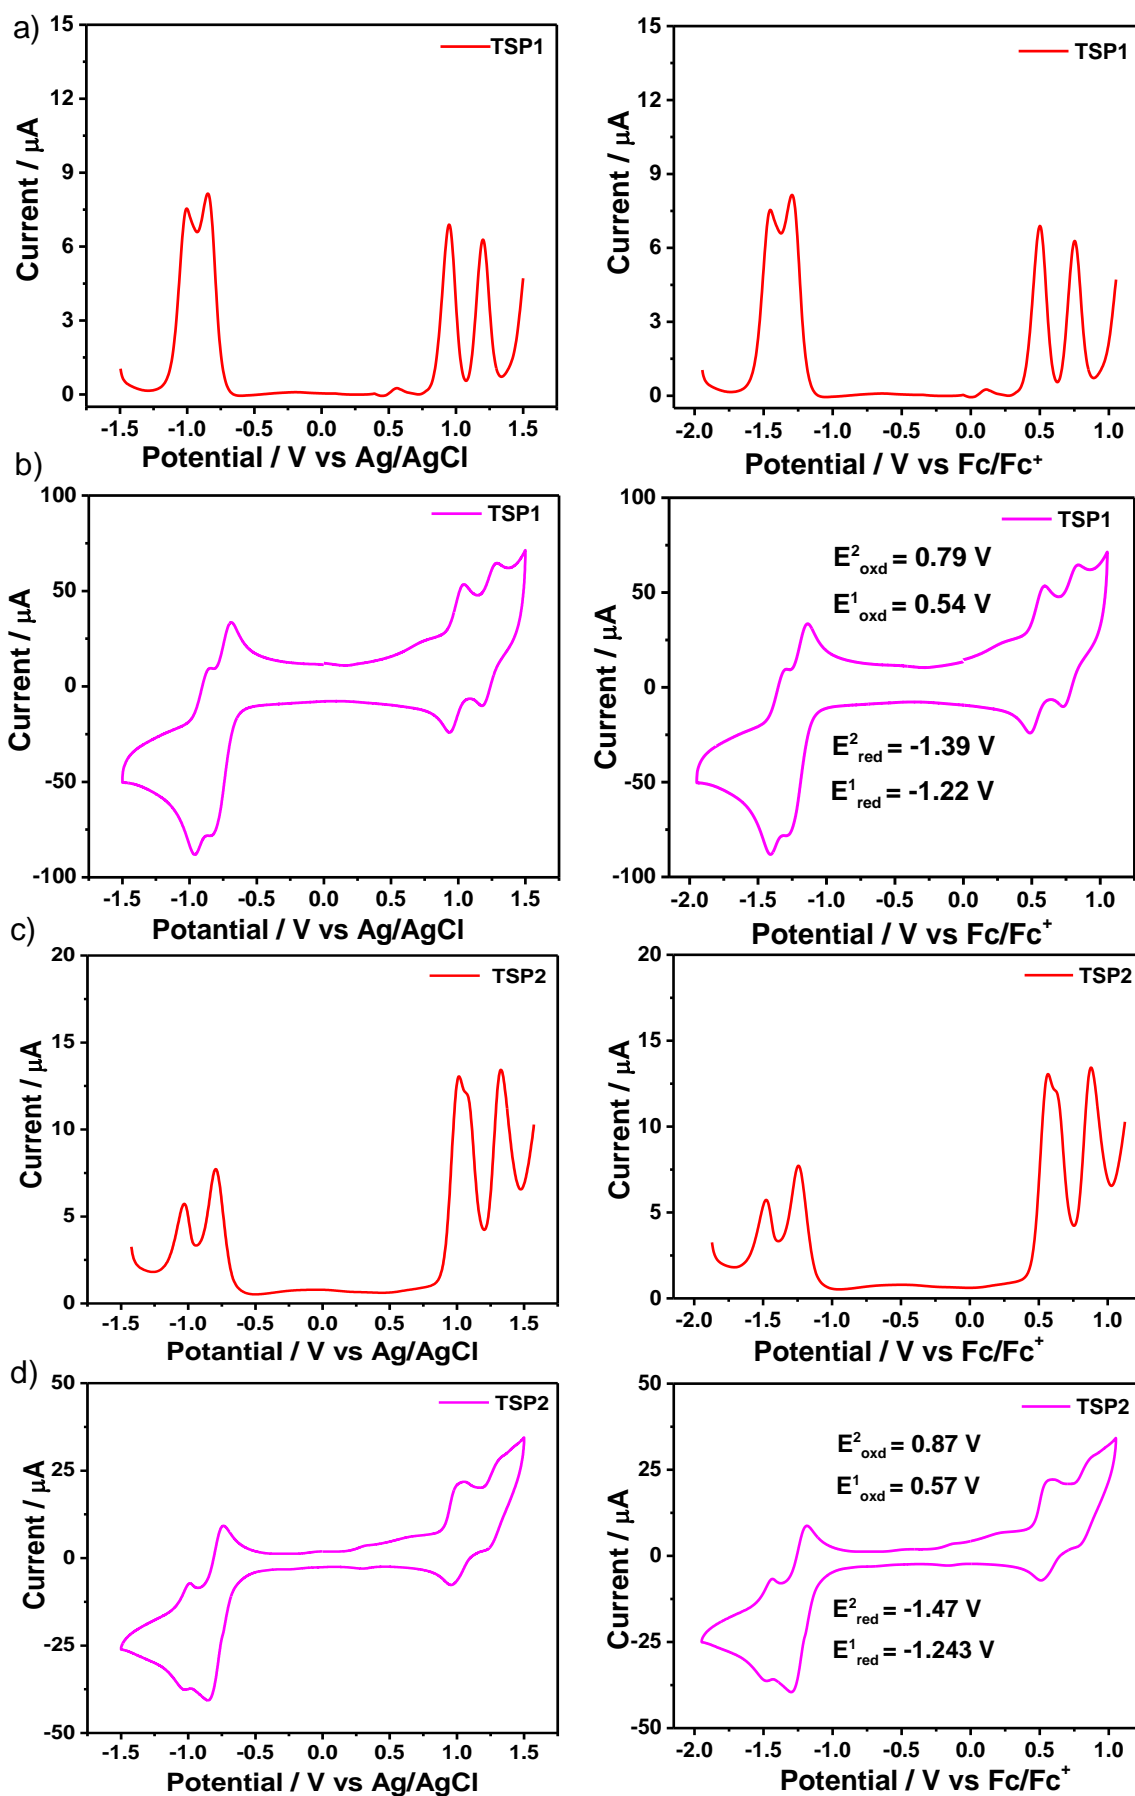 a)
TSP1
15
12
9
6
3
0
Current / μA
-1.5 -1.0 -0.5 0.0 0.5 1.0 1.5
Potential / V vs Ag/AgCl
TSP1
15
12
9
6
3
0
Current / μA
-2.0 -1.5 -1.0 -0.5 0.0 0.5 1.0
Potential / V vs Fc/Fc⁺
b)
TSP1
100
50
0
-50
-100
Current / μA
-1.5 -1.0 -0.5 0.0 0.5 1.0 1.5
Potantial / V vs Ag/AgCl
TSP1
E²oxd = 0.79 V
E¹oxd = 0.54 V
E²red = -1.39 V
E¹red = -1.22 V
100
50
0
-50
-100
Current / μA
-2.0 -1.5 -1.0 -0.5 0.0 0.5 1.0
Potential / V vs Fc/Fc⁺
c)
TSP2
20
15
10
5
0
Current / μA
-1.5 -1.0 -0.5 0.0 0.5 1.0 1.5
Potantial / V vs Ag/AgCl
TSP2
20
15
10
5
0
Current / μA
-2.0 -1.5 -1.0 -0.5 0.0 0.5 1.0
Potential / V vs Fc/Fc⁺
d)
TSP2
50
25
0
-25
-50
Current / μA
-1.5 -1.0 -0.5 0.0 0.5 1.0 1.5
Potential / V vs Ag/AgCl
TSP2
E²oxd = 0.87 V
E¹oxd = 0.57 V
E²red = -1.47 V
E¹red = -1.243 V
50
25
0
-25
-50
Current / μA
-2.0 -1.5 -1.0 -0.5 0.0 0.5 1.0
Potential / V vs Fc/Fc⁺